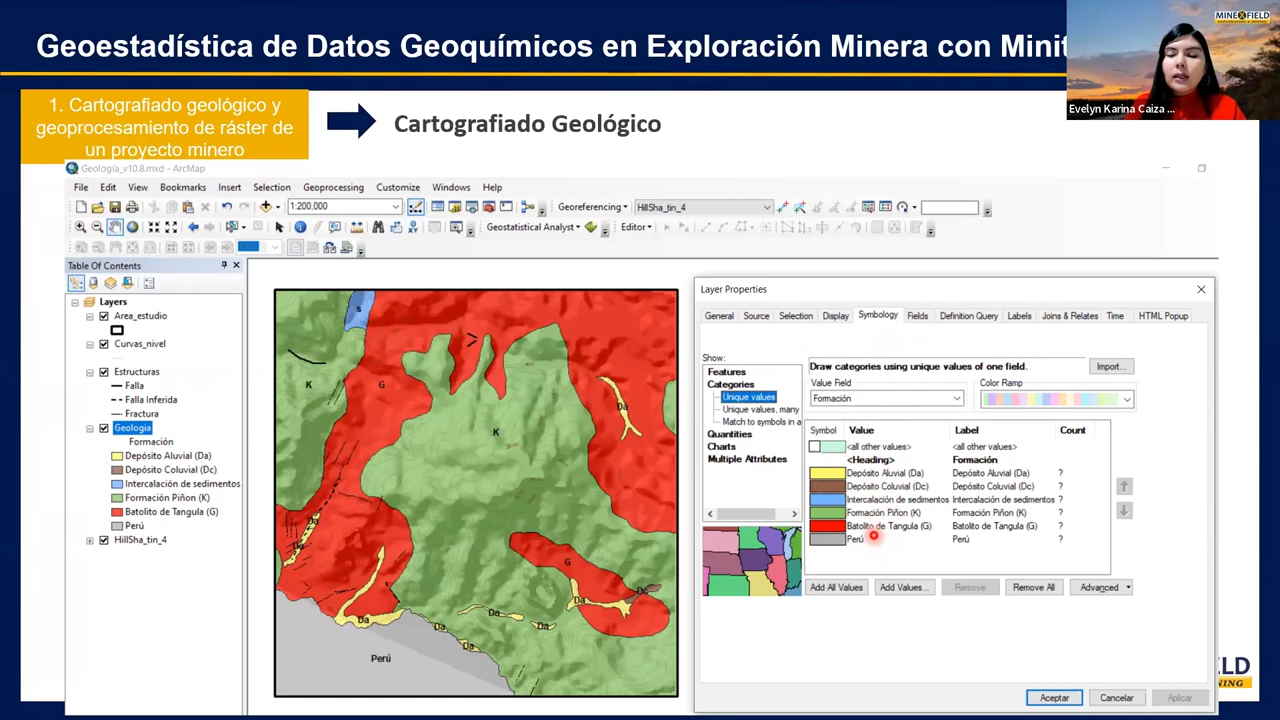 Geoestadística de Datos Geoquímicos en Exploración Minera con Minit
MINEXFIELD
Evelyn Karina Caiza ...
1. Cartografiado geológico y
geoprocesamiento de ráster de
un proyecto minero
Cartografiado Geológico
Geología_v10.8.mxd - ArcMap
File Edit View Bookmarks Insert Selection Geoprocessing Customize Windows Help
1:200,000
Georeferencing
HillSha_tin_4
Geostatistical Analyst
Editor
Table Of Contents
Layers
Area_estudio
Curvas_nivel
Estructuras
Falla
Falla Inferida
Fractura
Geologia
Formación
Depósito Aluvial (Da)
Depósito Coluvial (Dc)
Intercalación de sedimentos
Formación Piñon (K)
Batolito de Tangula (G)
Perú
HillSha_tin_4
s
K
G
K
Da
Da
Da
G
Dc
Da
Da
Da
Da
Da
Da
Perú
Layer Properties
General Source Selection Display Symbology Fields Definition Query Labels Joins & Relates Time HTML Popup
Show:
Features
Categories
Unique values
Unique values, many
Match to symbols in a
Quantities
Charts
Multiple Attributes
Draw categories using unique values of one field.
Import...
Value Field
Formación
Color Ramp
Symbol Value Label Count
<all other values> <all other values>
<Heading> Formación
Depósito Aluvial (Da) Depósito Aluvial (Da) ?
Depósito Coluvial (Dc) Depósito Coluvial (Dc) ?
Intercalación de sedimentos Intercalación de sedimentos ?
Formación Piñon (K) Formación Piñon (K) ?
Batolito de Tangula (G) Batolito de Tangula (G) ?
Perú Perú ?
Add All Values Add Values... Remove Remove All Advanced
Aceptar Cancelar Aplicar
LD
NING